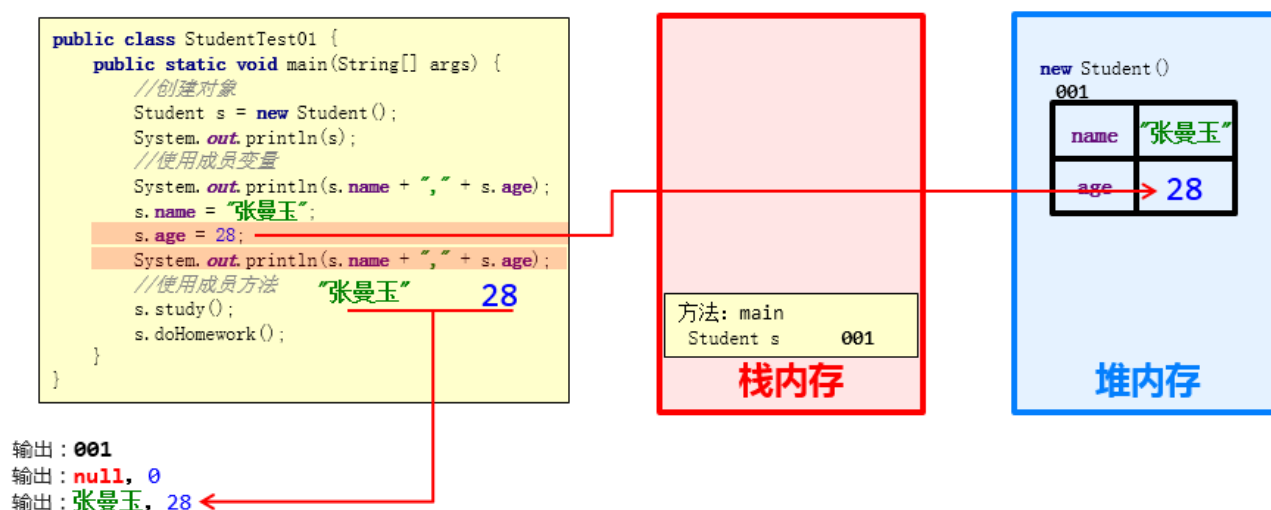 public class StudentTest01 {
public static void main(String[] args) {
//创建对象
Student s = new Student();
System.out.println(s);
//使用成员变量
System.out.println(s.name + "," + s.age);
s.name = "张曼玉";
s.age = 28;
System.out.println(s.name + "," + s.age);
//使用成员方法
"张曼玉" 28
s.study();
s.doHomework();
}
}
输出：001
输出：null，0
输出：张曼玉，28
方法：main
Student s 001
栈内存
new Student()
001
name "张曼玉"
age 28
堆内存